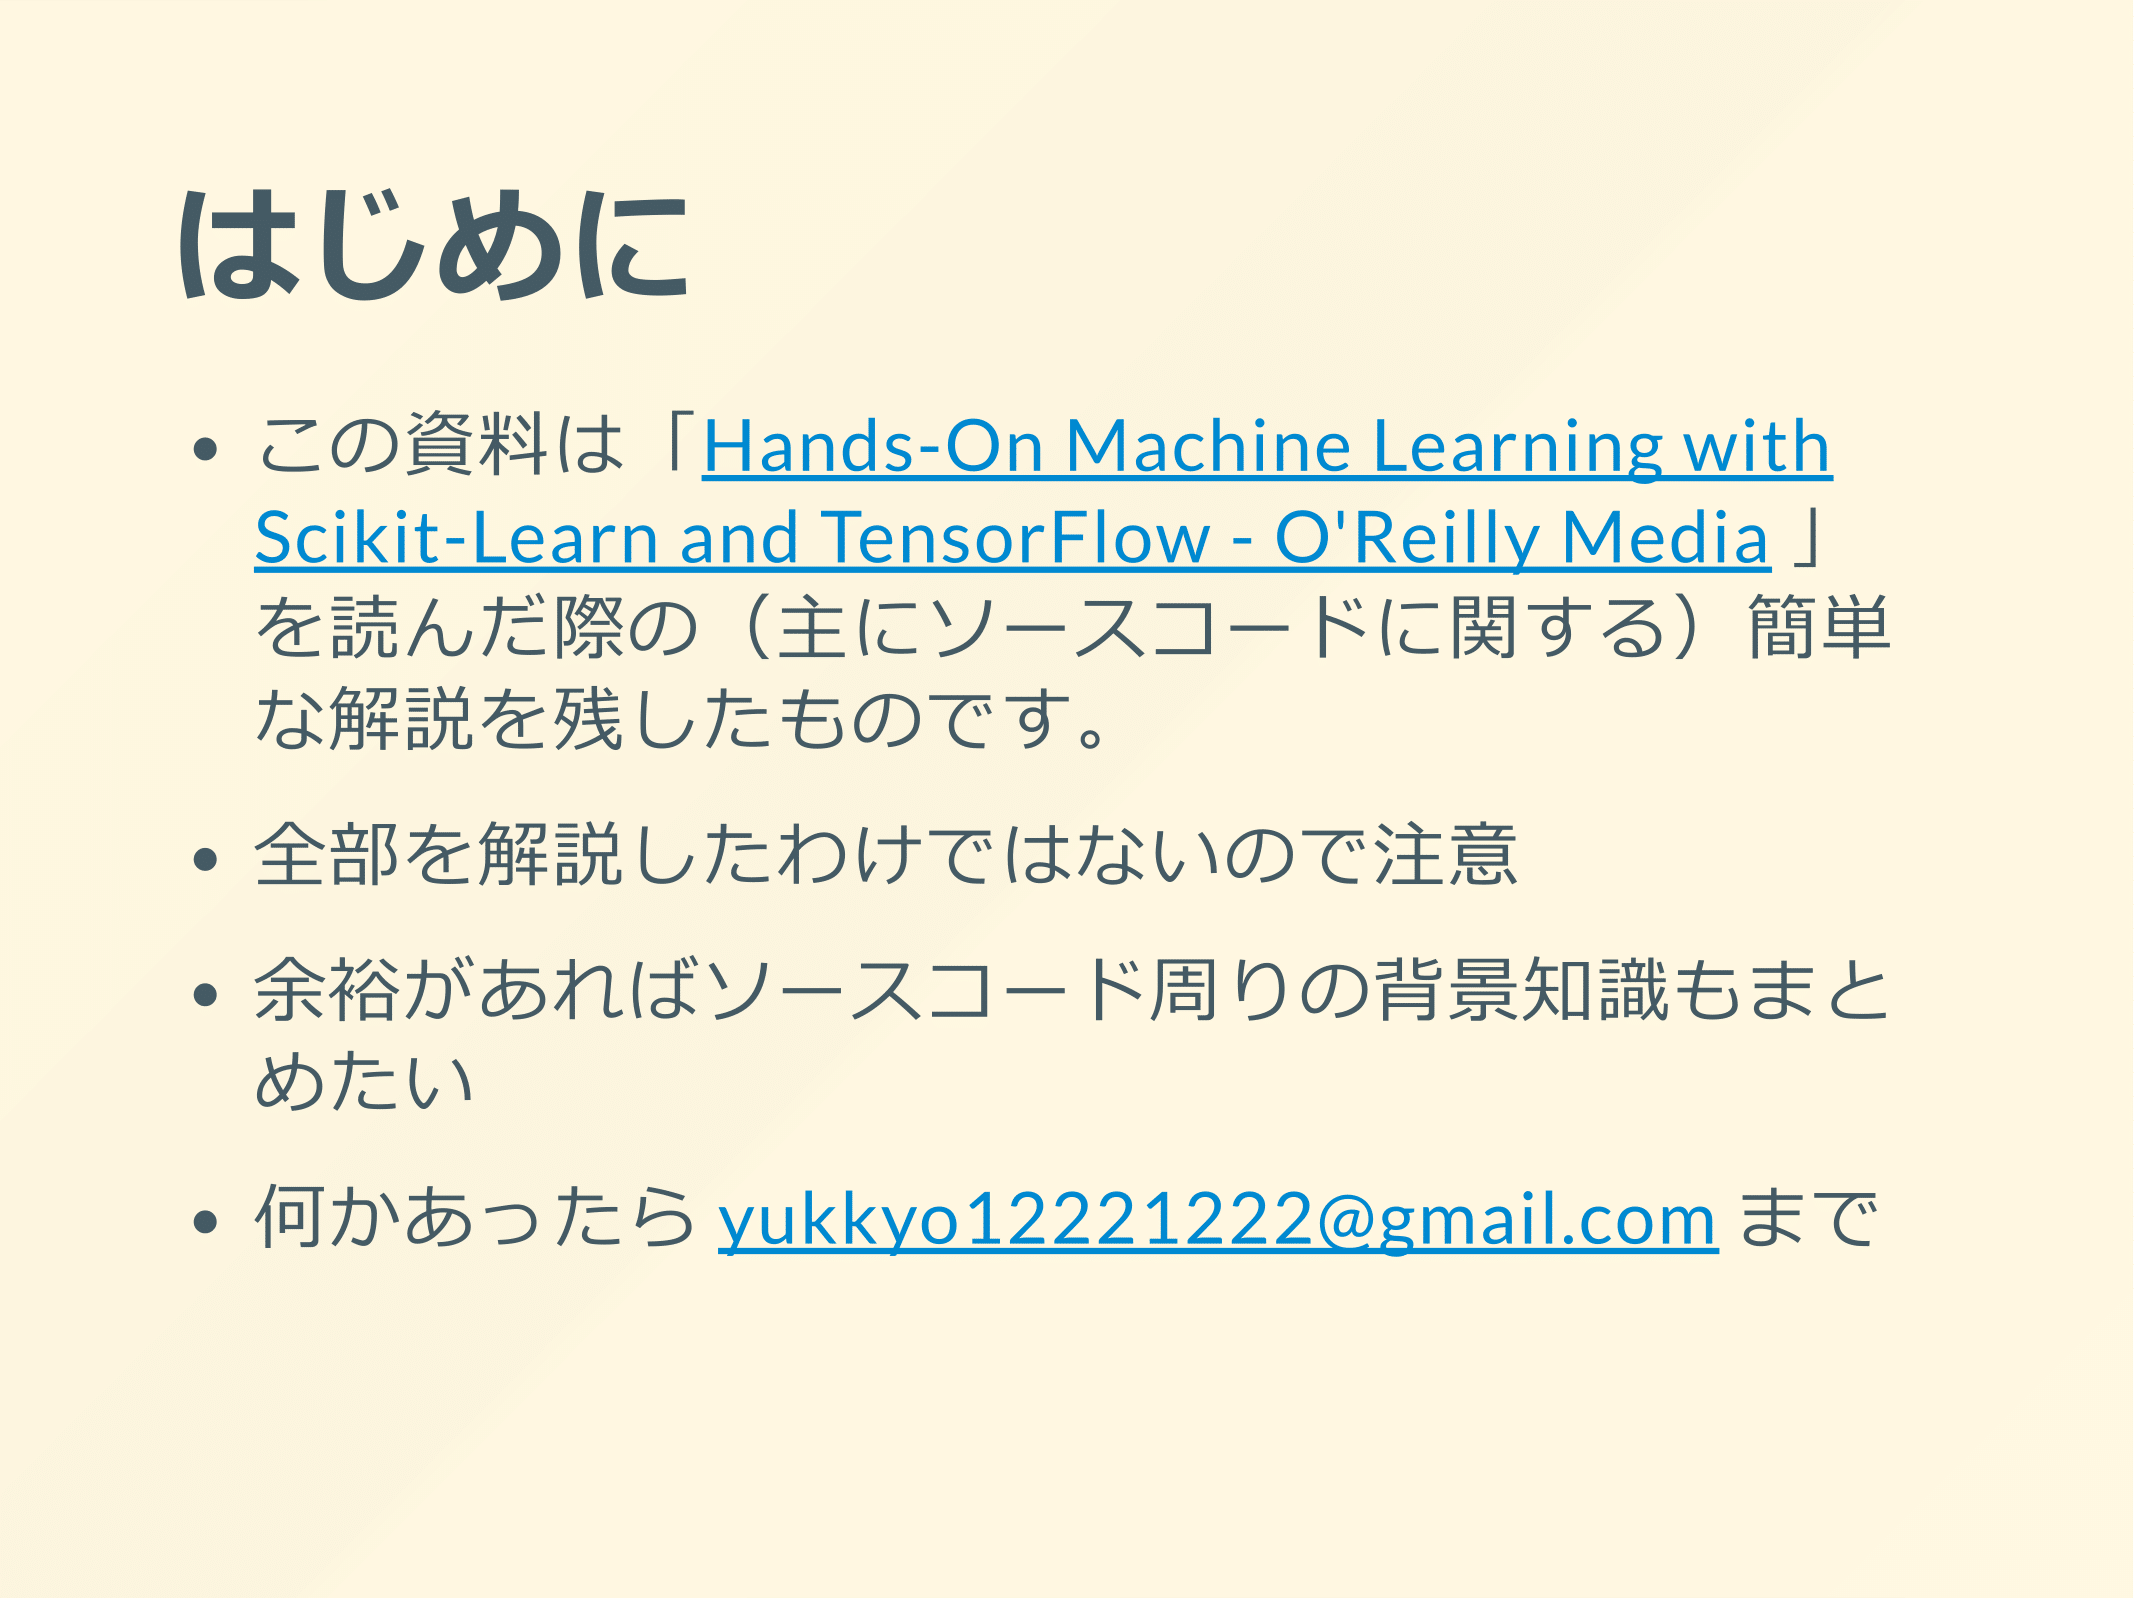 はじめに
• この資料は「Hands-On Machine Learning with
Scikit-Learn and TensorFlow - O'Reilly Media 」
を読んだ際の（主にソースコードに関する）簡単
な解説を残したものです。
• 全部を解説したわけではないので注意
• 余裕があればソースコード周りの背景知識もまと
めたい
• 何かあったら yukkyo12221222@gmail.com まで